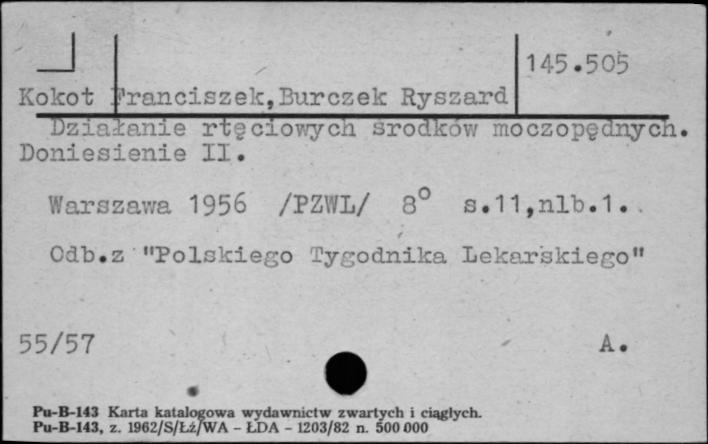 145.505
Kokot Franciszek,Burczek Ryszard
Działanie rtęciowych środków moczopędnych.
Doniesienie II.
Warszawa 1956 /PZWL/ 8° s.11,nlb.1.
Odb.z "Polskiego Tygodnika Lekarskiego"
55/57 A.
Pu-B-143 Karta katalogowa wydawnictw zwartych i ciągłych.
Pu-B-143, z. 1962/S/Łż/WA - ŁDA - 1203/82 n. 500 000